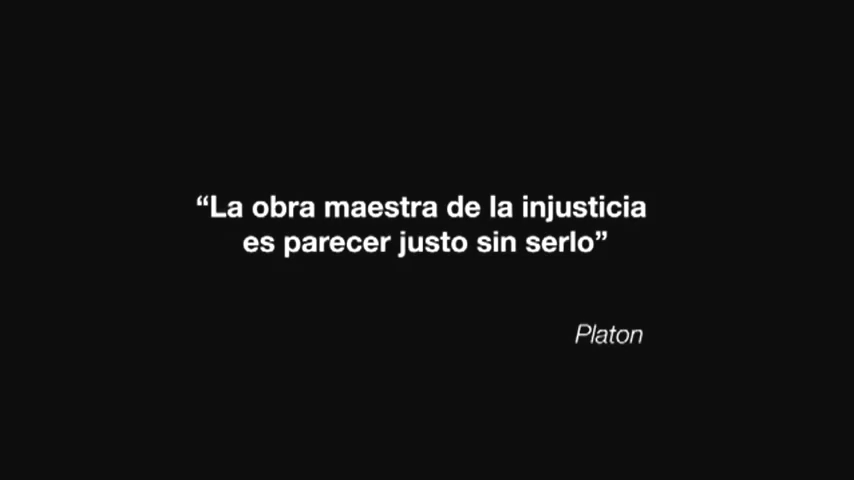 “La obra maestra de la injusticia
es parecer justo sin serlo”
Platon